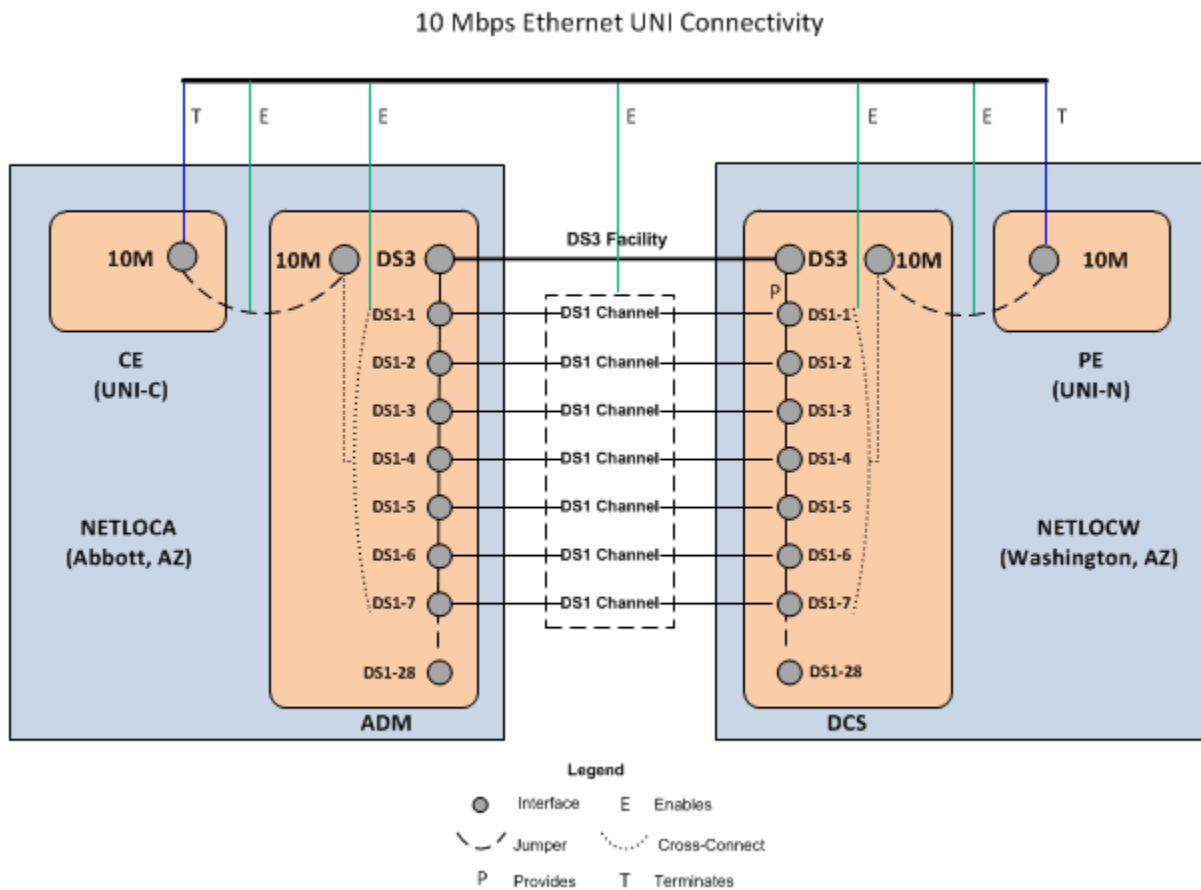 10 Mbps Ethernet UNI Connectivity
T E E E E E T
10M 10M DS3 DS3 Facility DS3 10M 10M
P
DS1-1 DS1 Channel DS1-1
DS1-2 DS1 Channel DS1-2
DS1-3 DS1 Channel DS1-3
DS1-4 DS1 Channel DS1-4
DS1-5 DS1 Channel DS1-5
DS1-6 DS1 Channel DS1-6
DS1-7 DS1 Channel DS1-7
DS1-28 DS1-28
CE
(UNI-C)
PE
(UNI-N)
NETLOCA
(Abbott, AZ)
NETLOCW
(Washington, AZ)
ADM DCS
Legend
Interface E Enables
Jumper Cross-Connect
P Provides T Terminates